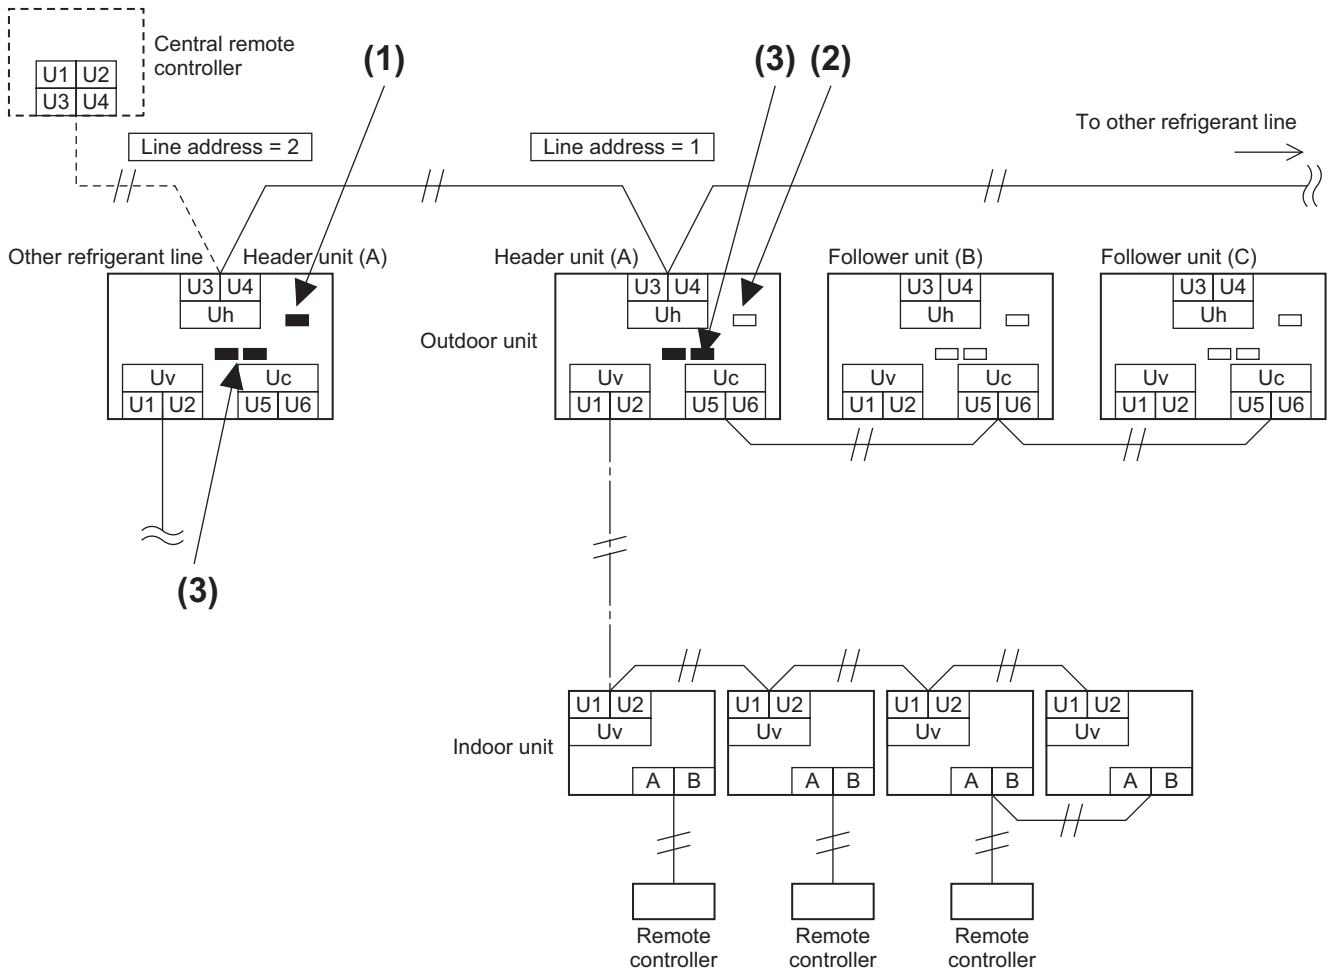 Central remote
controller
U1 U2
U3 U4
(1)
(3) (2)
To other refrigerant line
Line address = 2
Line address = 1
Other refrigerant line
Header unit (A)
Header unit (A)
Follower unit (B)
Follower unit (C)
U3 U4
Uh
Uv
Uc
U1 U2
U5 U6
Outdoor unit
U3 U4
Uh
Uv
Uc
U1 U2
U5 U6
U3 U4
Uh
Uv
Uc
U1 U2
U5 U6
U3 U4
Uh
Uv
Uc
U1 U2
U5 U6
(3)
Indoor unit
U1 U2
Uv
A B
U1 U2
Uv
A B
U1 U2
Uv
A B
U1 U2
Uv
A B
Remote
controller
Remote
controller
Remote
controller